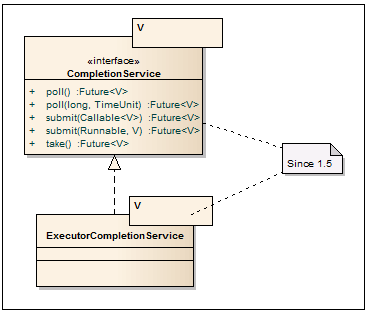 V
«interface»
CompletionService
+ poll() :Future<V>
+ poll(long, TimeUnit) :Future<V>
+ submit(Callable<V>) :Future<V>
+ submit(Runnable, V) :Future<V>
+ take() :Future<V>
Since 1.5
V
ExecutorCompletionService